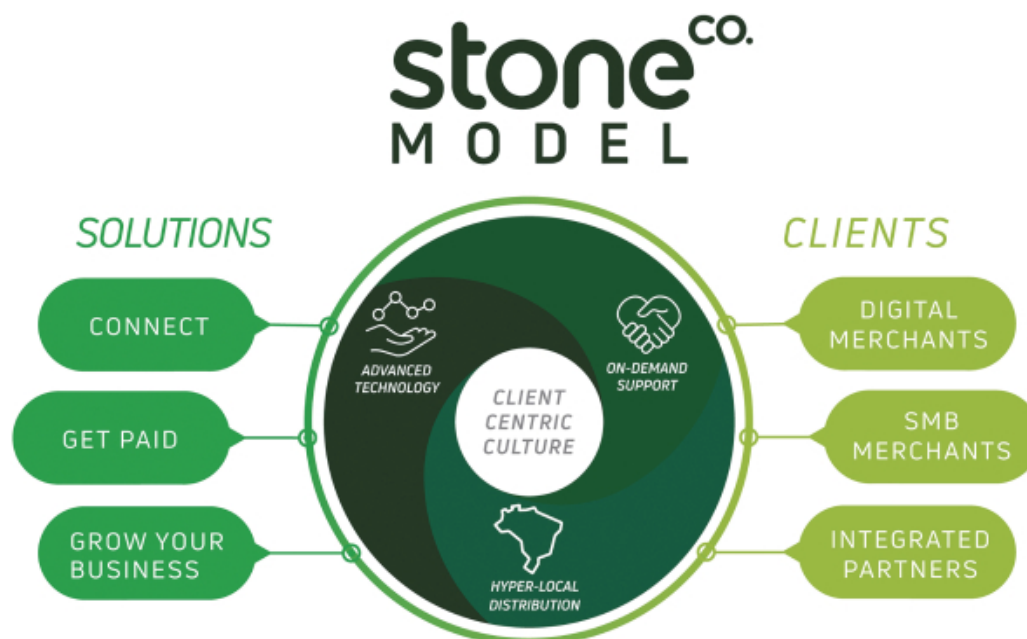 stone CO.
MODEL
SOLUTIONS
CONNECT
GET PAID
GROW YOUR
BUSINESS
ADVANCED
TECHNOLOGY
ON-DEMAND
SUPPORT
CLIENT
CENTRIC
CULTURE
HYPER-LOCAL
DISTRIBUTION
CLIENTS
DIGITAL
MERCHANTS
SMB
MERCHANTS
INTEGRATED
PARTNERS